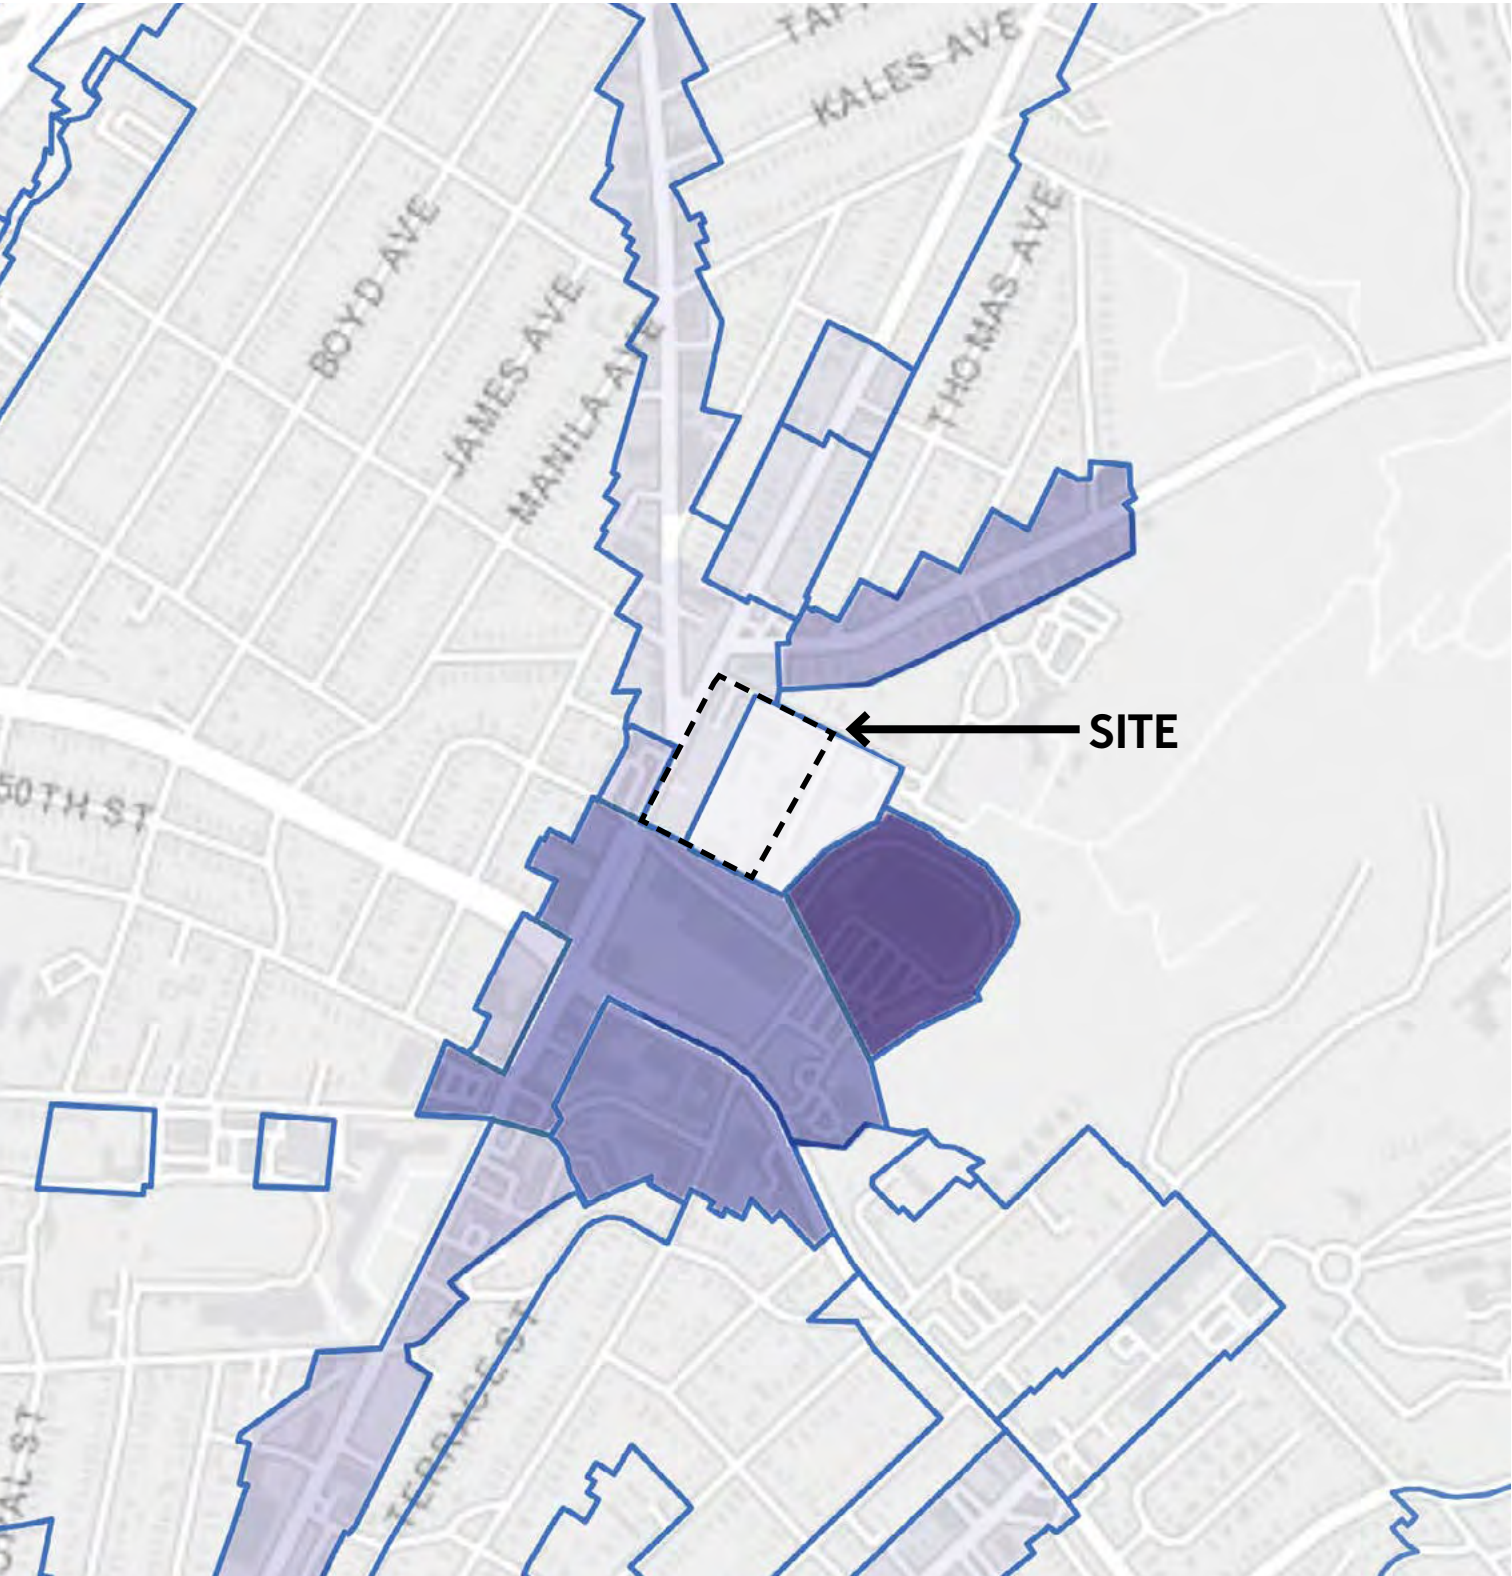 KALES AVE
THOMAS AVE
BOYD AVE
JAMES AVE
MANILA AVE
SITE
50TH ST
TERRACE ST